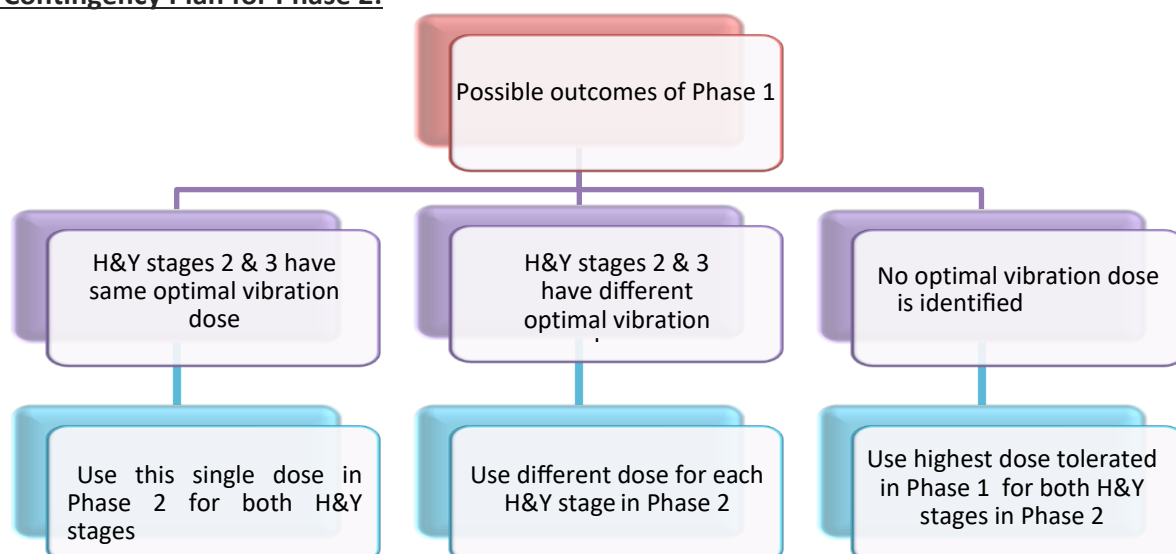 Contingency Plan for Phase 2:
Possible outcomes of Phase 1
H&Y stages 2 & 3 have
same optimal vibration
dose
H&Y stages 2 & 3
have different
optimal vibration
No optimal vibration dose
is identified
Use this single dose in
Phase 2 for both H&Y
stages
Use different dose for each
H&Y stage in Phase 2
Use highest dose tolerated
in Phase 1 for both H&Y
stages in Phase 2